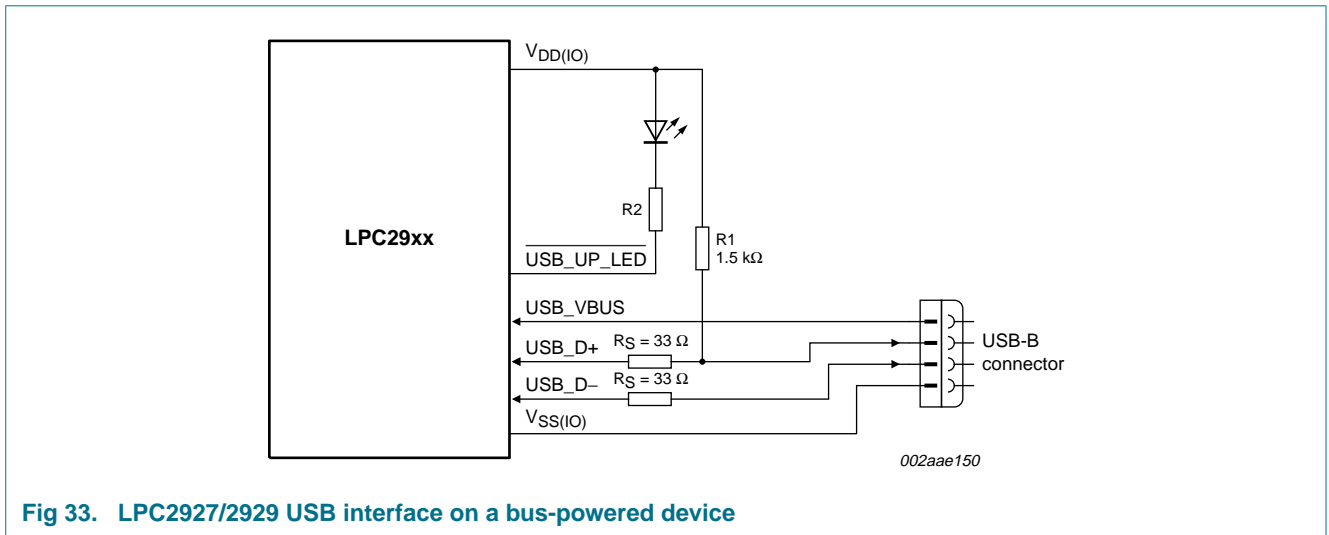 VDD(IO)
R2
LPC29xx
R1
1.5 kΩ
USB_UP_LED
USB_VBUS
USB_D+
RS = 33 Ω
USB-B
connector
USB_D−
RS = 33 Ω
VSS(IO)
002aae150
Fig 33. LPC2927/2929 USB interface on a bus-powered device